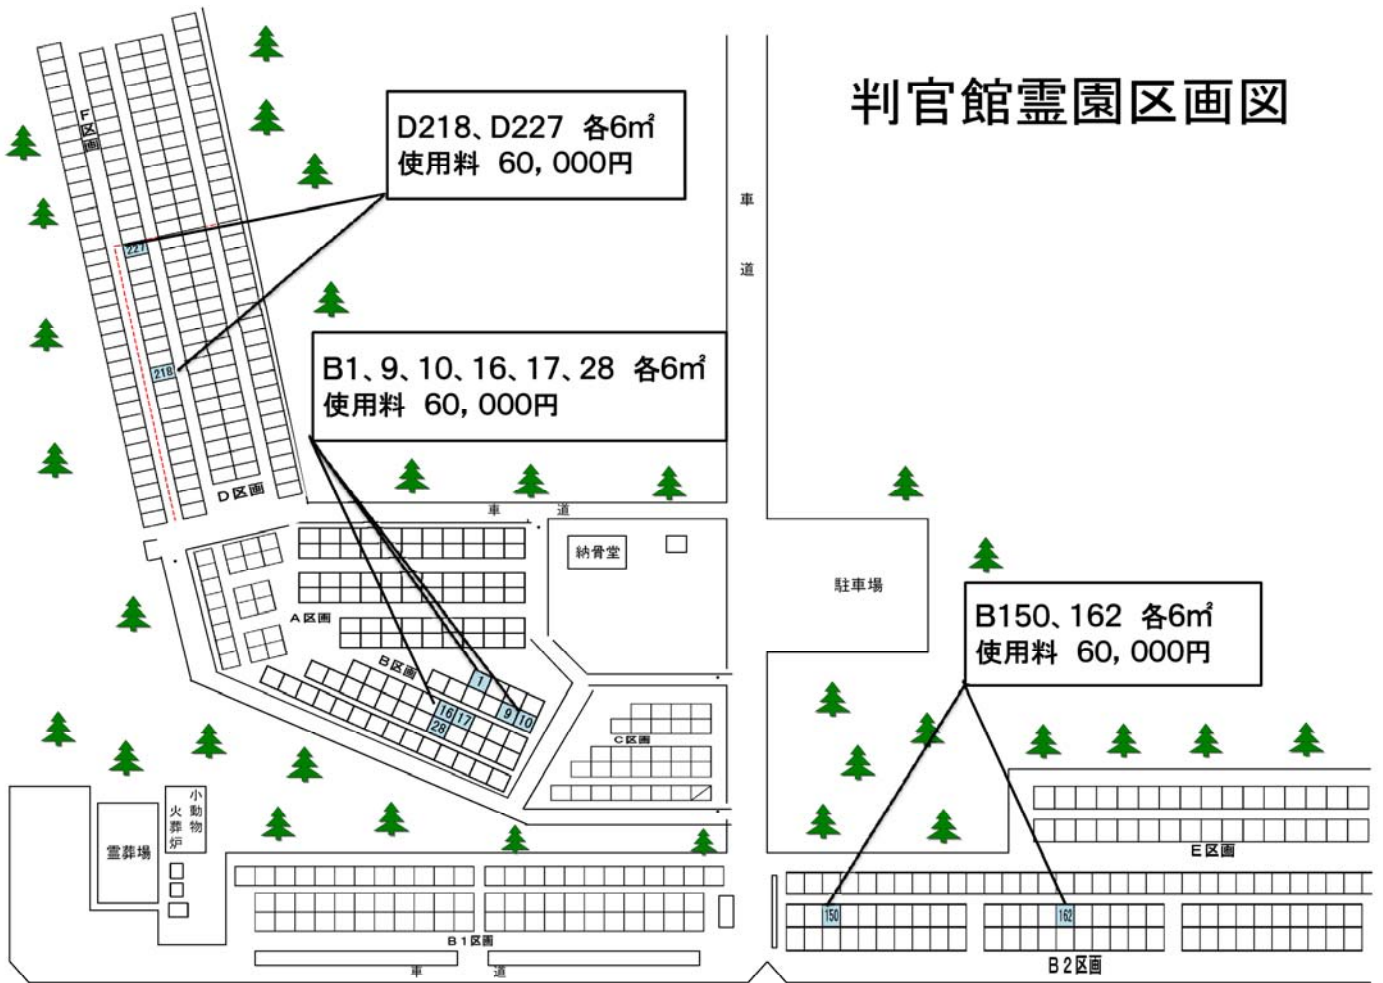 判官館霊園区画図
F区画
D218、D227 各6㎡
使用料 60,000円
車道
227
218
B1、9、10、16、17、28 各6㎡
使用料 60,000円
D区画
車道
納骨堂
駐車場
A区画
B区画
1
9
10
16
17
28
C区画
B150、162 各6㎡
使用料 60,000円
小動物
火葬炉
霊葬場
E区画
150
162
B1区画
B2区画
車道